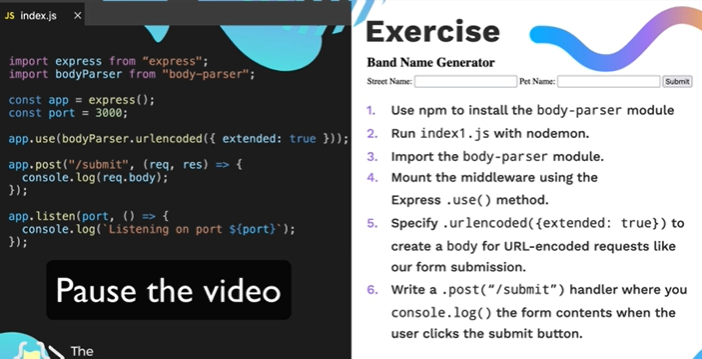 JS index.js ×
import express from “express";
import bodyParser from "body-parser";
const app = express();
const port = 3000;
app.use(bodyParser.urlencoded({ extended: true }));
app.post("/submit", (req, res) => {
console.log(req.body);
});
app.listen(port, () => {
console.log(`Listening on port ${port}`);
});
Pause the video
The
Exercise
Band Name Generator
Street Name: Pet Name: Submit
1. Use npm to install the body-parser module
2. Run index1.js with nodemon.
3. Import the body-parser module.
4. Mount the middleware using the
Express .use() method.
5. Specify .urlencoded({extended: true}) to
create a body for URL-encoded requests like
our form submission.
6. Write a .post(“/submit”) handler where you
console.log() the form contents when the
user clicks the submit button.